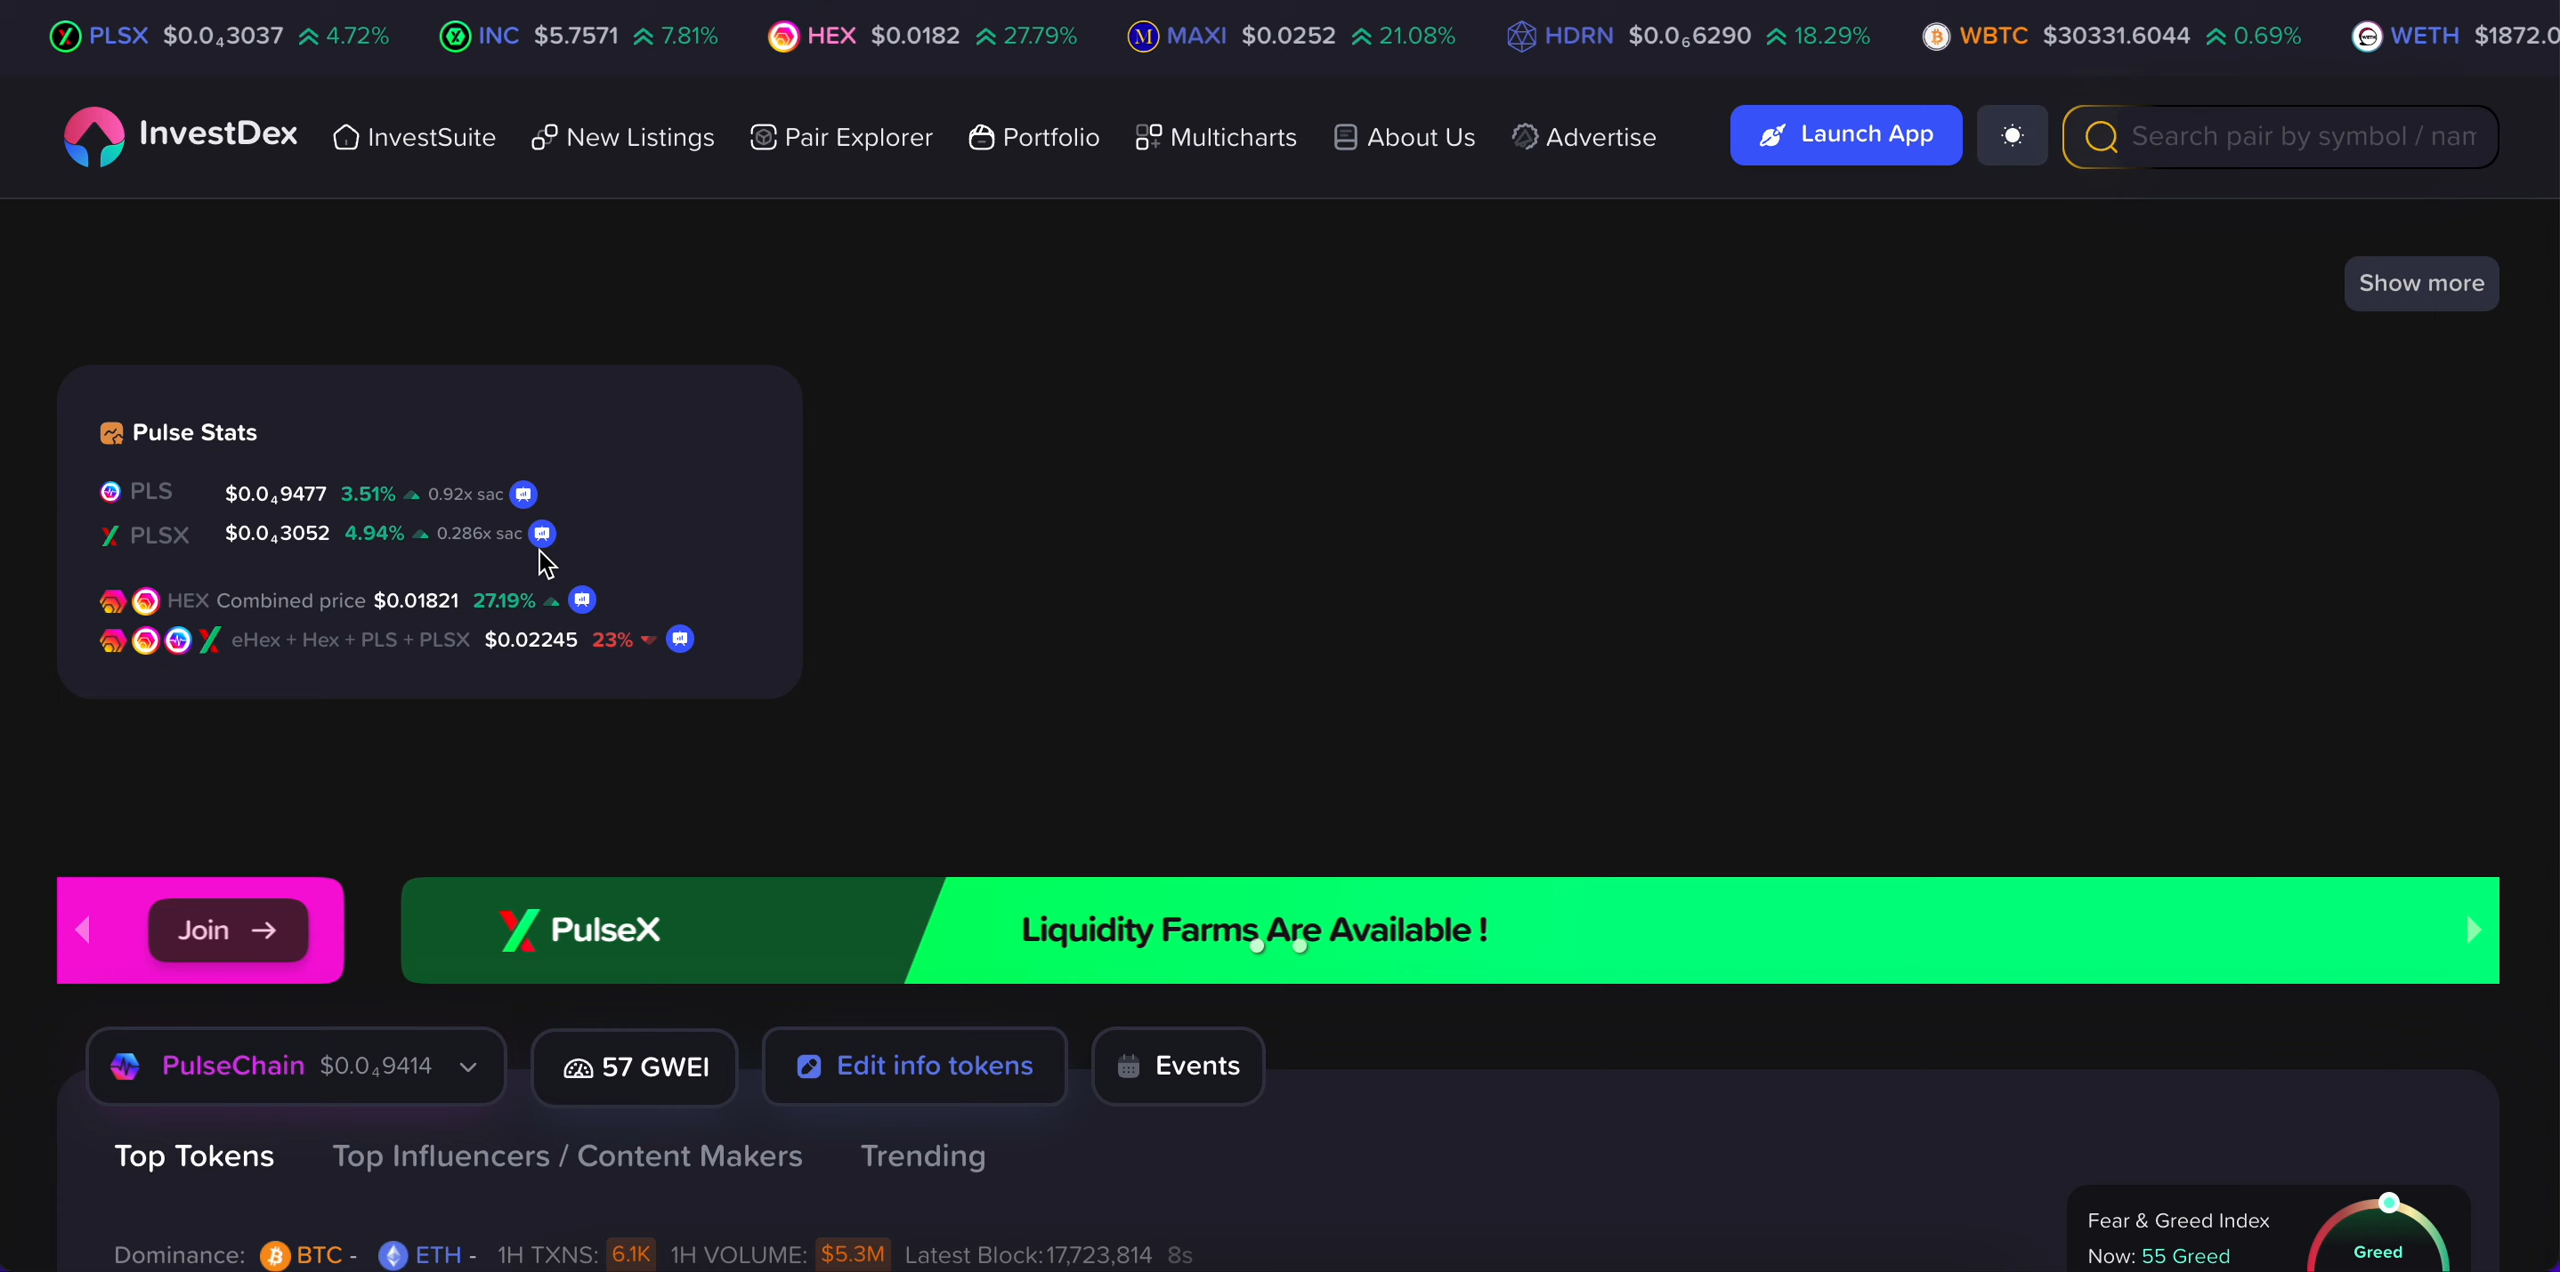 PLSX $0.0₄3037 4.72% INC $5.7571 7.81% HEX $0.0182 27.79% MAXI $0.0252 21.08% HDRN $0.0₆6290 18.29% WBTC $30331.6044 0.69% WETH $1872.0
InvestDex InvestSuite New Listings Pair Explorer Portfolio Multicharts About Us Advertise Launch App Search pair by symbol / nam
Show more
Pulse Stats
PLS $0.0₄9477 3.51% 0.92x sac
PLSX $0.0₄3052 4.94% 0.286x sac
HEX Combined price $0.01821 27.19%
eHex + Hex + PLS + PLSX $0.02245 23%
Join → PulseX Liquidity Farms Are Available !
PulseChain $0.0₄9414 57 GWEI Edit info tokens Events
Top Tokens Top Influencers / Content Makers Trending
Fear & Greed Index
Dominance: BTC - ETH - 1H TXNS: 6.1K 1H VOLUME: $5.3M Latest Block:17,723,814 8s Now: 55 Greed Greed